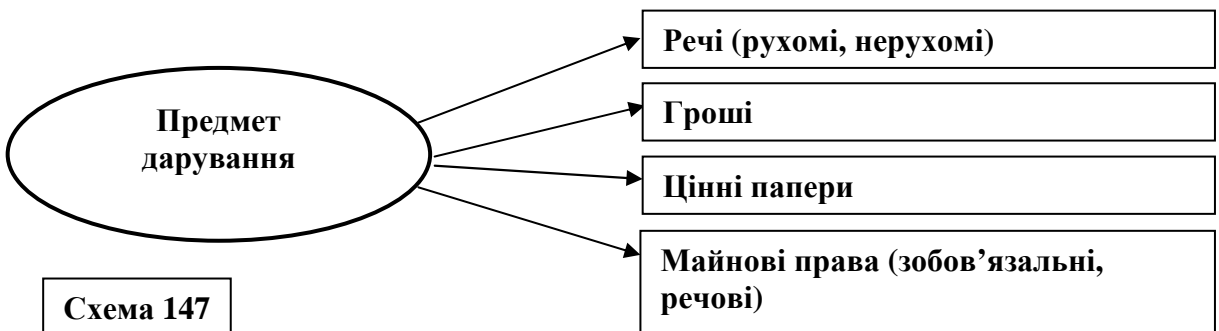 Предмет
дарування
Речі (рухомі, нерухомі)
Гроші
Цінні папери
Майнові права (зобов’язальні,
речові)
Схема 147